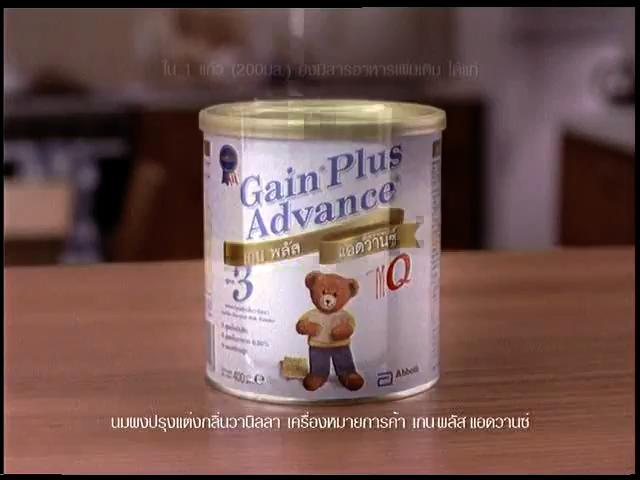 ใน 1 แก้ว (200มล.) ยังมีสารอาหารเพิ่มเติม ได้แก่
Gain Plus
Advance
เกน พลัส แอดวานซ์
3
IQ
400
Abbott
นมผงปรุงแต่งกลิ่นวานิลลา เครื่องหมายการค้า เกน พลัส แอดวานซ์